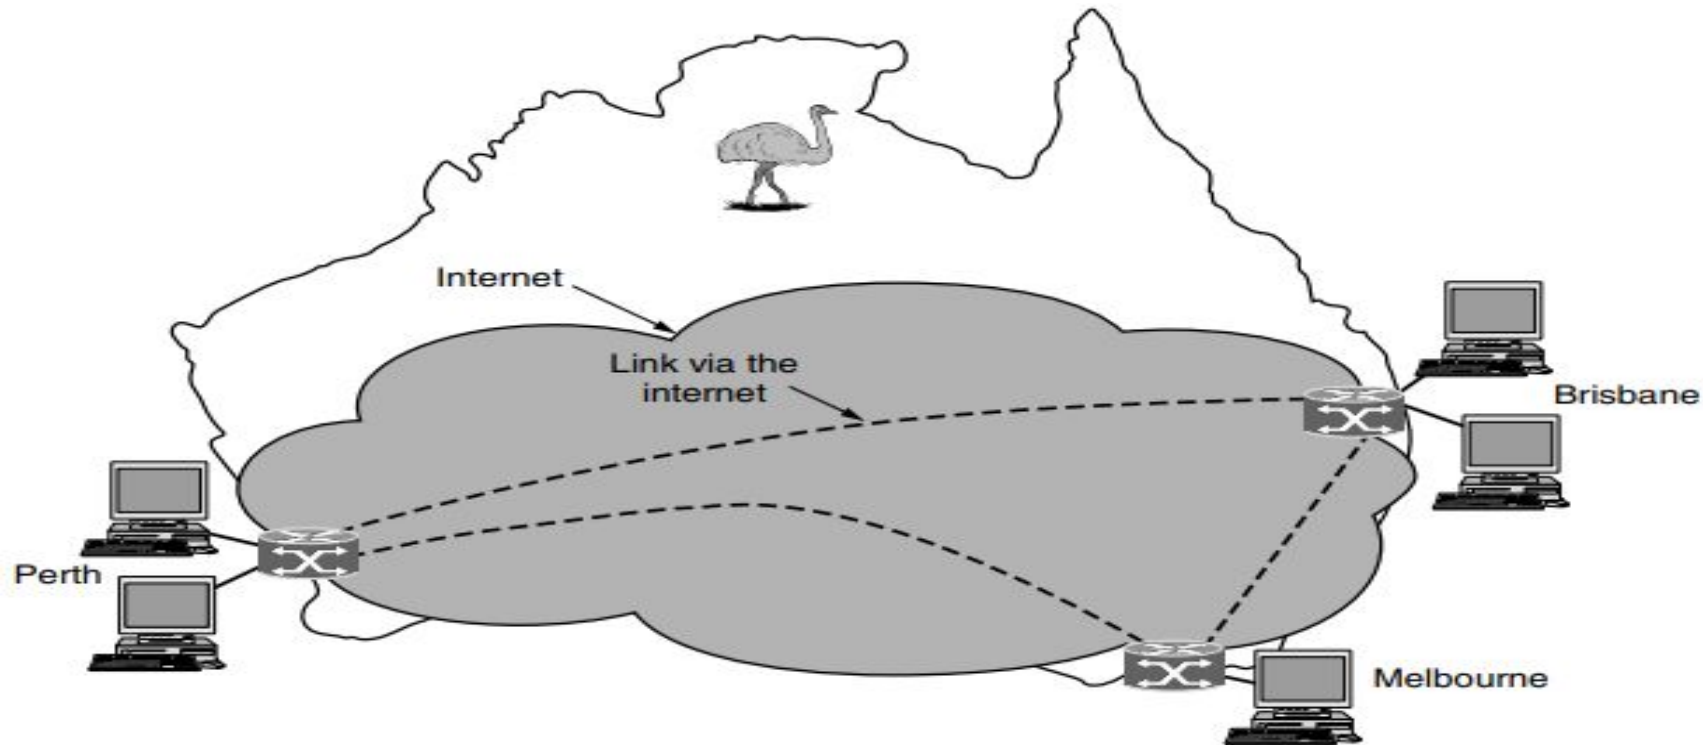 Internet
Link via the
internet
Brisbane
Perth
Melbourne